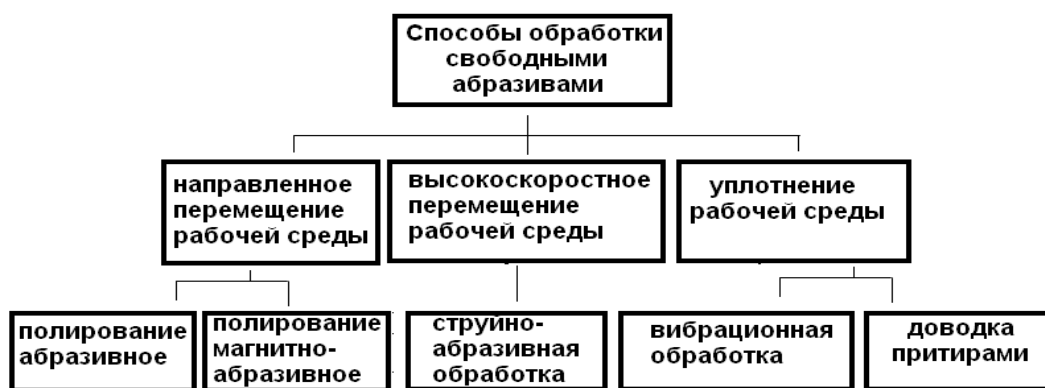 Способы обработки
свободными
абразивами
направленное
перемещение
рабочей среды
высокоскоростное
перемещение
рабочей среды
уплотнение
рабочей среды
полирование
абразивное
полирование
магнитно-
абразивное
струйно-
абразивная
обработка
вибрационная
обработка
доводка
притирами